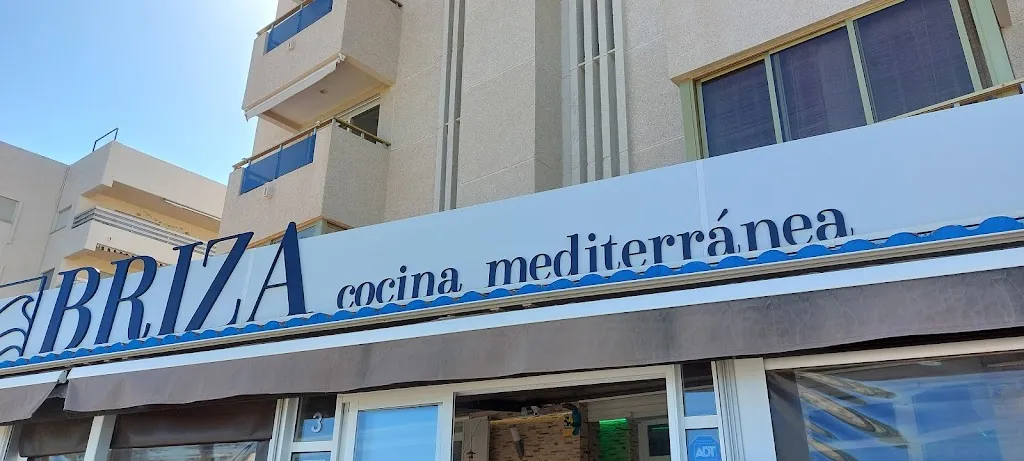 BRIZA cocina mediterránea
3
ADT